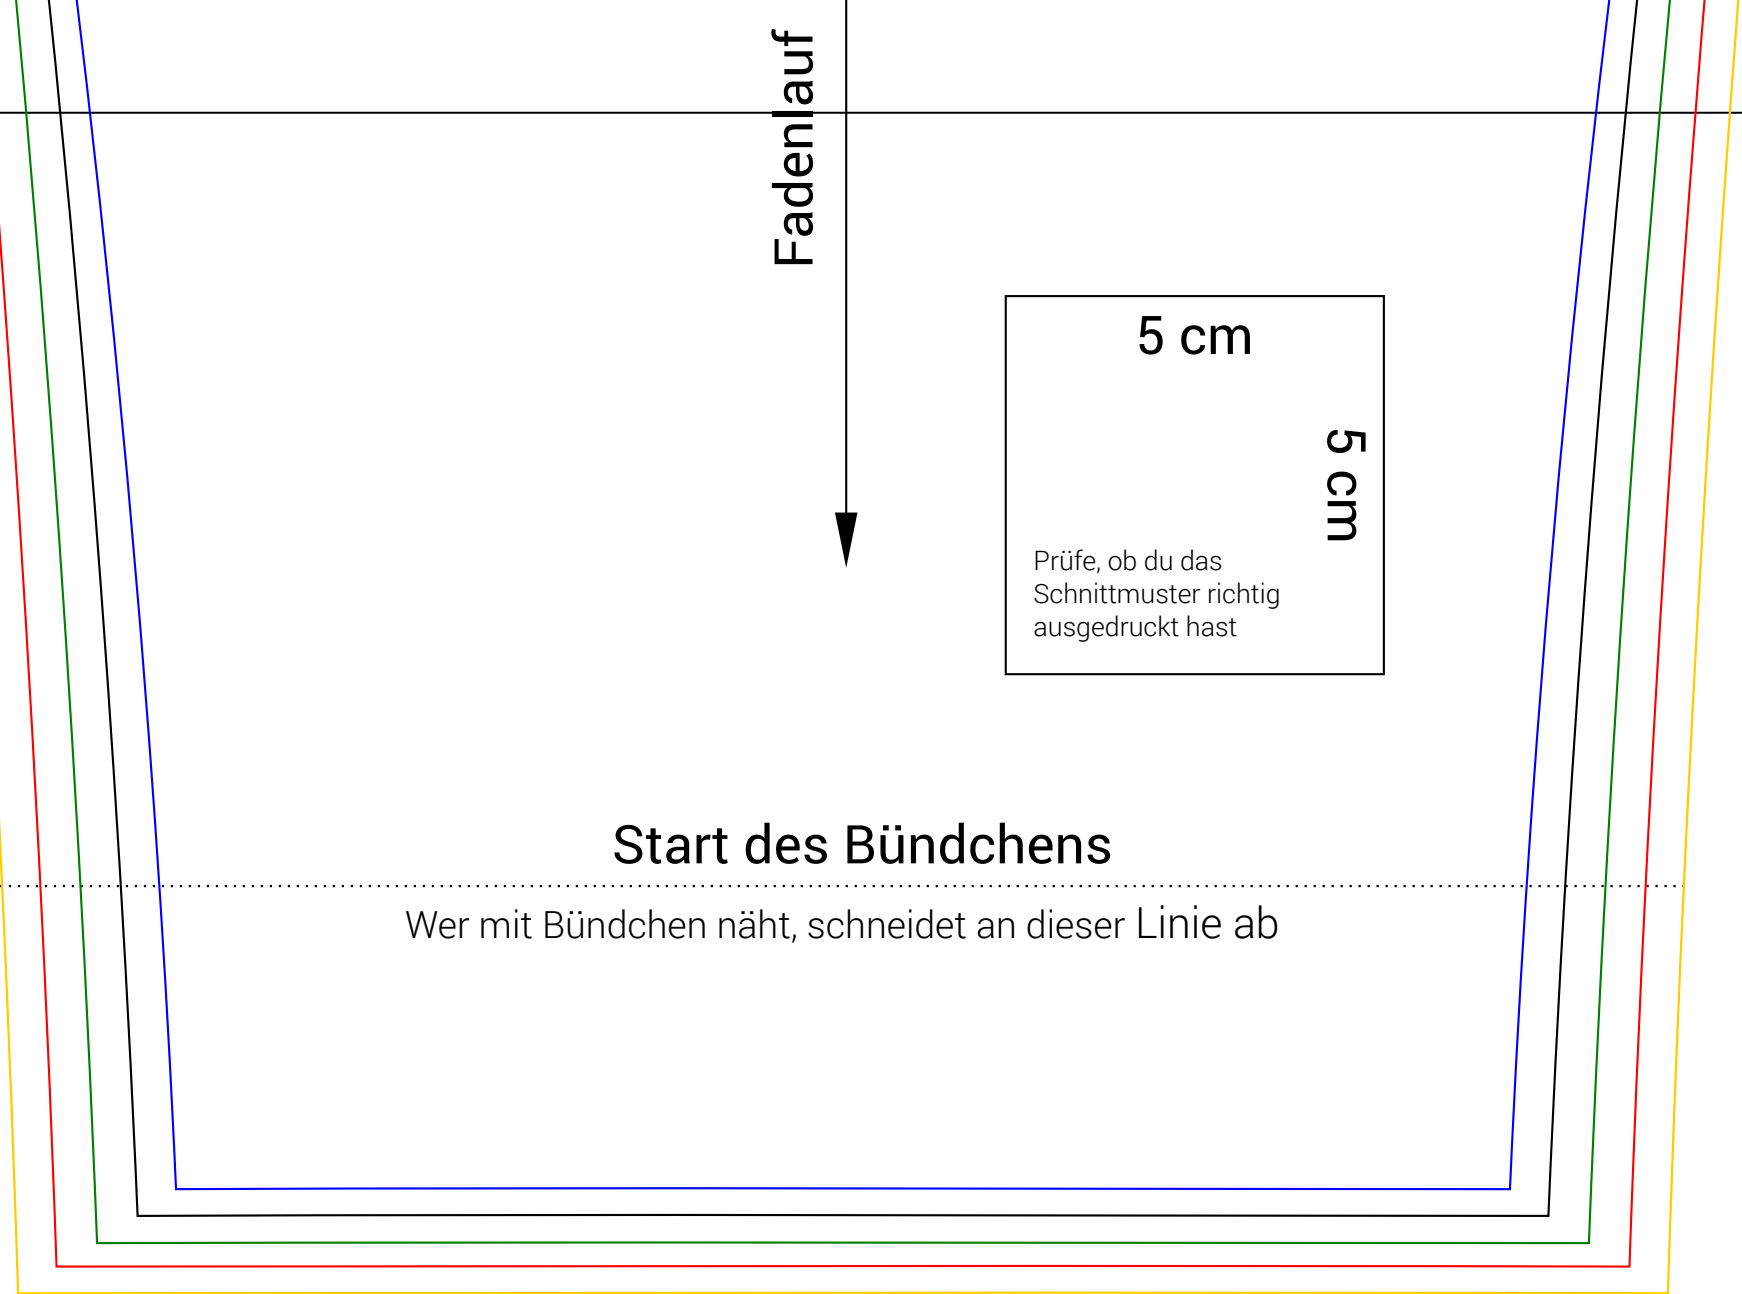 Fadenlauf
5 cm
5 cm
Prüfe, ob du das
Schnittmuster richtig
ausgedruckt hast
Start des Bündchens
Wer mit Bündchen näht, schneidet an dieser Linie ab